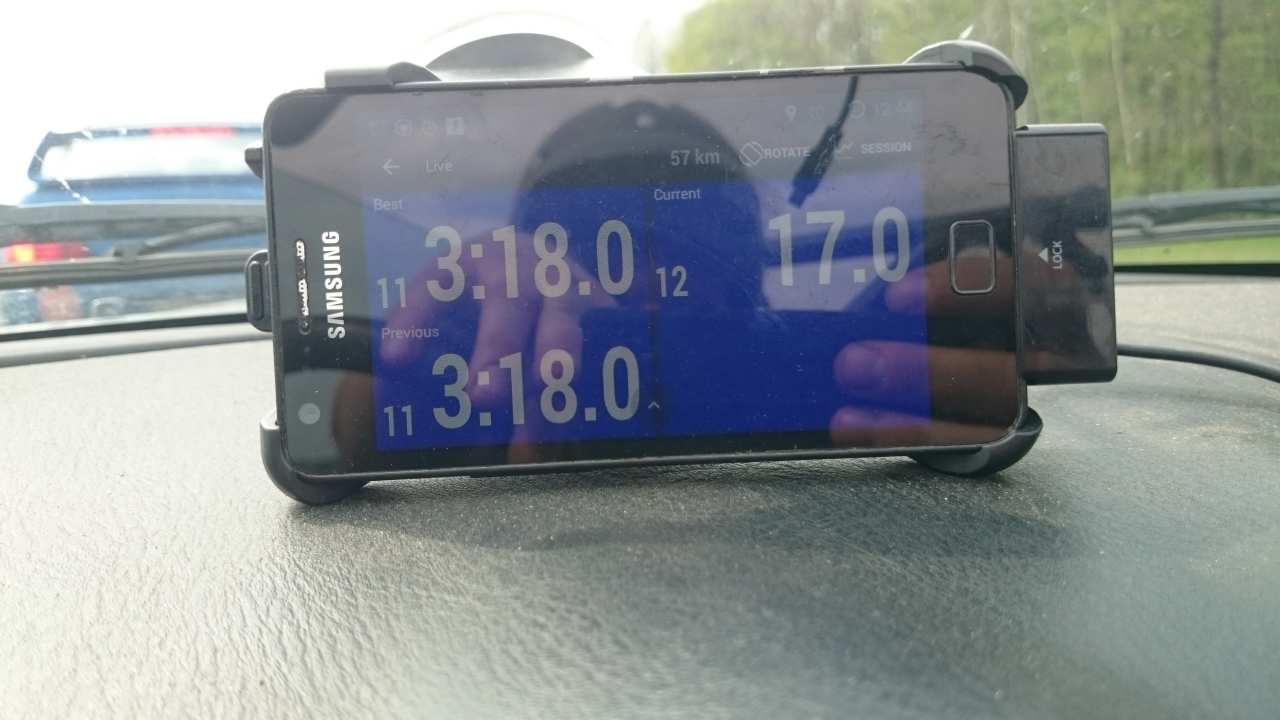 SAMSUNG
← Live 57 km ROTATE SESSION
Best
11 3:18.0
Current
12 17.0
Previous
11 3:18.0
LOCK